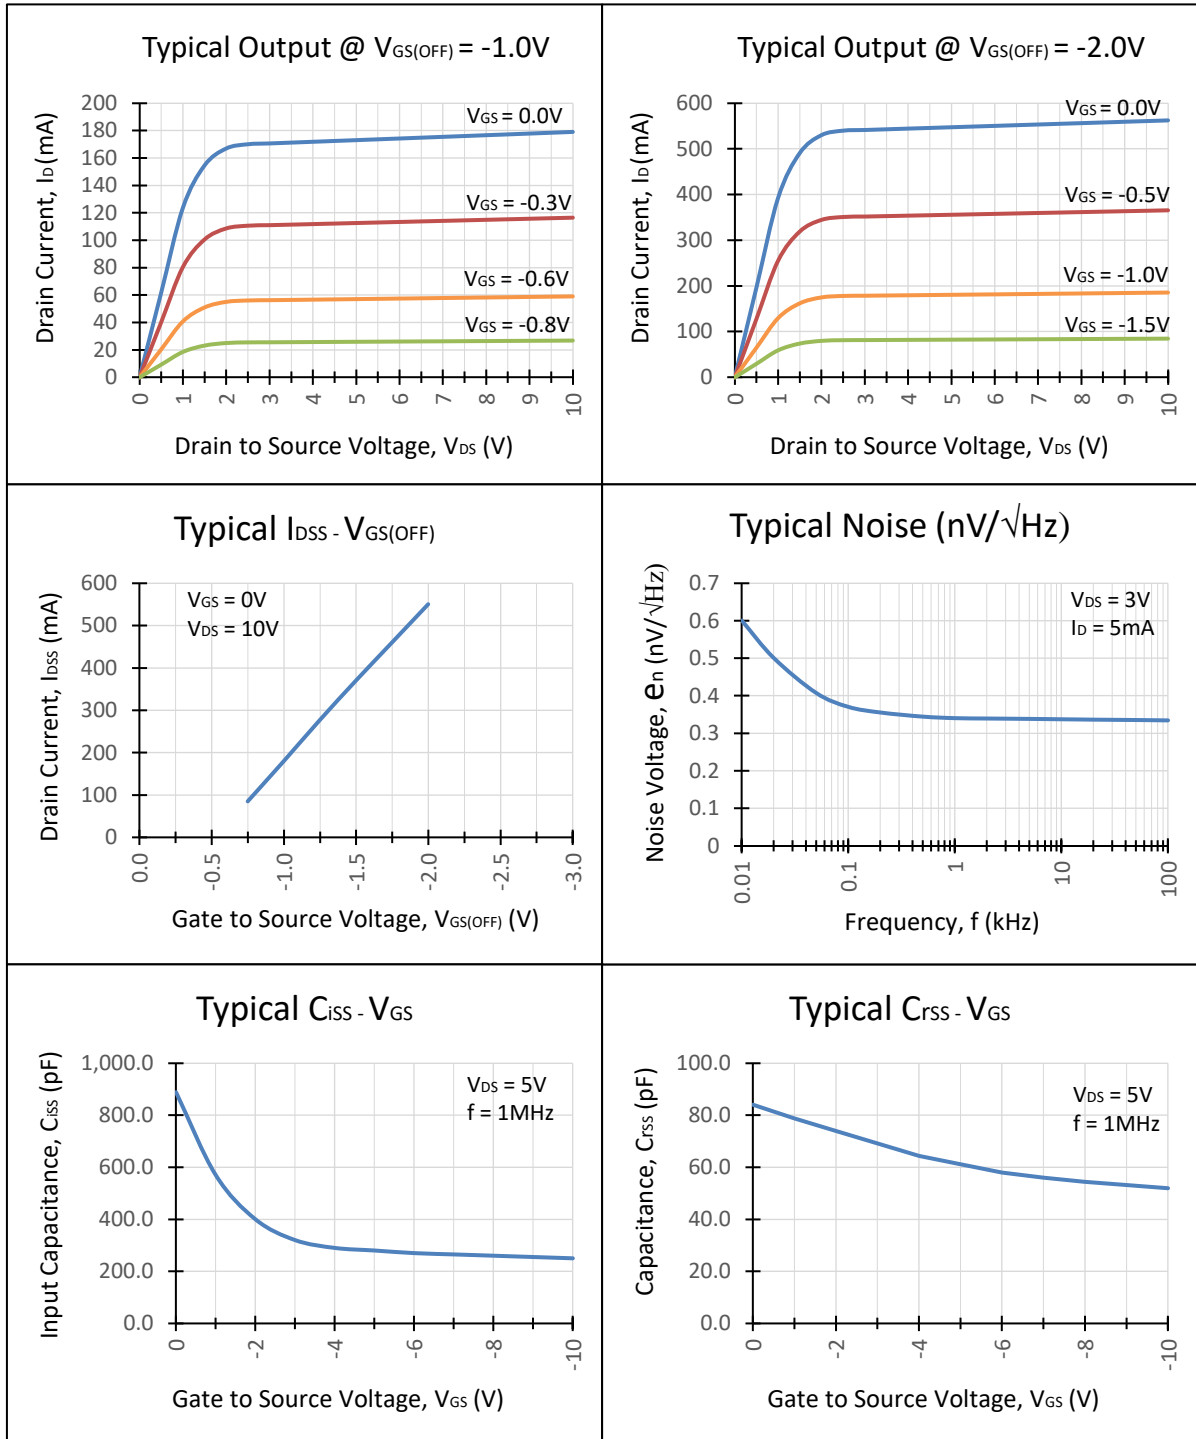 Typical Output @ VGS(OFF) = -1.0V
Drain Current, ID (mA)
200
180
160
140
120
100
80
60
40
20
0
VGS = 0.0V
VGS = -0.3V
VGS = -0.6V
VGS = -0.8V
0 1 2 3 4 5 6 7 8 9 10
Drain to Source Voltage, VDS (V)
Typical Output @ VGS(OFF) = -2.0V
Drain Current, ID (mA)
600
500
400
300
200
100
0
VGS = 0.0V
VGS = -0.5V
VGS = -1.0V
VGS = -1.5V
0 1 2 3 4 5 6 7 8 9 10
Drain to Source Voltage, VDS (V)
Typical IDSS - VGS(OFF)
Drain Current, IDSS (mA)
600
500
400
300
200
100
0
VGS = 0V
VDS = 10V
0.0 -0.5 -1.0 -1.5 -2.0 -2.5 -3.0
Gate to Source Voltage, VGS(OFF) (V)
Typical Noise (nV/√Hz)
Noise Voltage, en (nV/√Hz)
0.7
0.6
0.5
0.4
0.3
0.2
0.1
0
VDS = 3V
ID = 5mA
0.01 0.1 1 10 100
Frequency, f (kHz)
Typical CiSS - VGS
Input Capacitance, Ciss (pF)
1,000.0
800.0
600.0
400.0
200.0
0.0
VDS = 5V
f = 1MHz
0 -2 -4 -6 -8 -10
Gate to Source Voltage, VGS (V)
Typical CrSS - VGS
Capacitance, Crss (pF)
100.0
80.0
60.0
40.0
20.0
0.0
VDS = 5V
f = 1MHz
0 -2 -4 -6 -8 -10
Gate to Source Voltage, VGS (V)